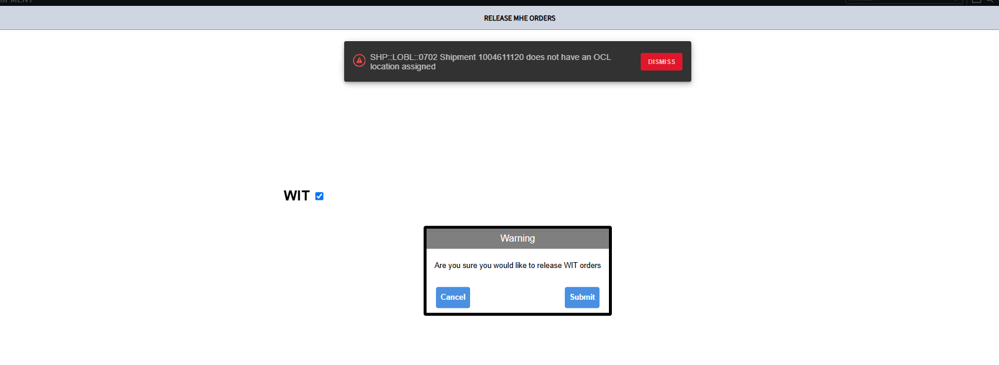 RELEASE MHE ORDERS
SHP::LOBL::0702 Shipment 1004611120 does not have an OCL
location assigned
DISMISS
WIT
Warning
Are you sure you would like to release WIT orders
Cancel
Submit